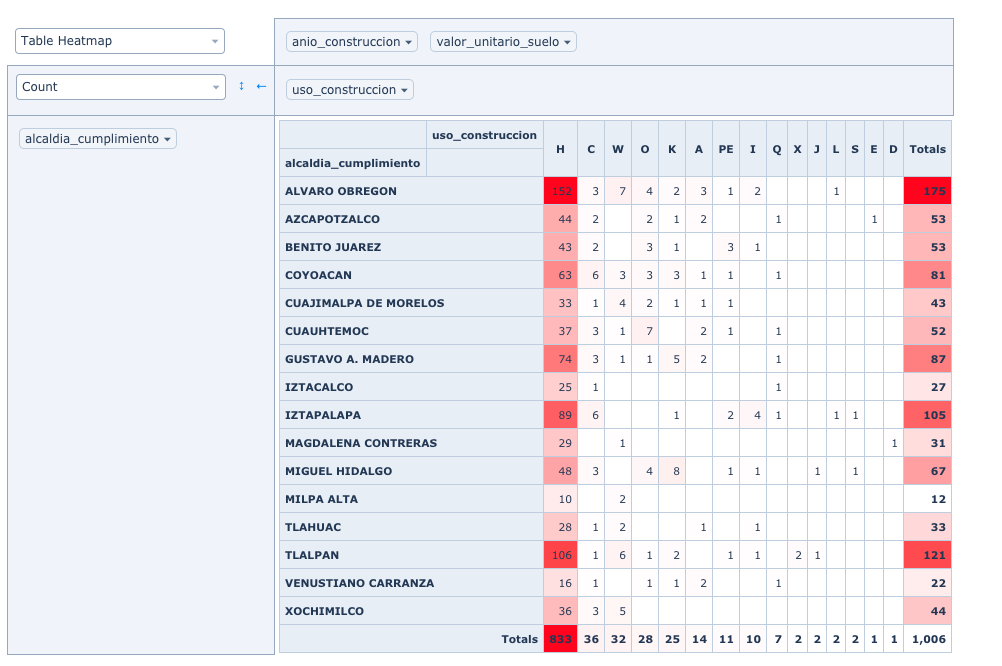 Table Heatmap
anio_construccion
valor_unitario_suelo
Count
↕ ←
uso_construccion
alcaldia_cumplimiento
uso_construccion H C W O K A PE I Q X J L S E D Totals
alcaldia_cumplimiento
ALVARO OBREGON 152 3 7 4 2 3 1 2 1 175
AZCAPOTZALCO 44 2 2 1 2 1 1 53
BENITO JUAREZ 43 2 3 1 3 1 53
COYOACAN 63 6 3 3 3 1 1 1 81
CUAJIMALPA DE MORELOS 33 1 4 2 1 1 1 43
CUAUHTEMOC 37 3 1 7 2 1 1 52
GUSTAVO A. MADERO 74 3 1 1 5 2 1 87
IZTACALCO 25 1 1 27
IZTAPALAPA 89 6 1 2 4 1 1 1 105
MAGDALENA CONTRERAS 29 1 1 31
MIGUEL HIDALGO 48 3 4 8 1 1 1 1 67
MILPA ALTA 10 2 12
TLAHUAC 28 1 2 1 1 33
TLALPAN 106 1 6 1 2 1 1 2 1 121
VENUSTIANO CARRANZA 16 1 1 1 2 1 22
XOCHIMILCO 36 3 5 44
Totals 833 36 32 28 25 14 11 10 7 2 2 2 2 1 1 1,006